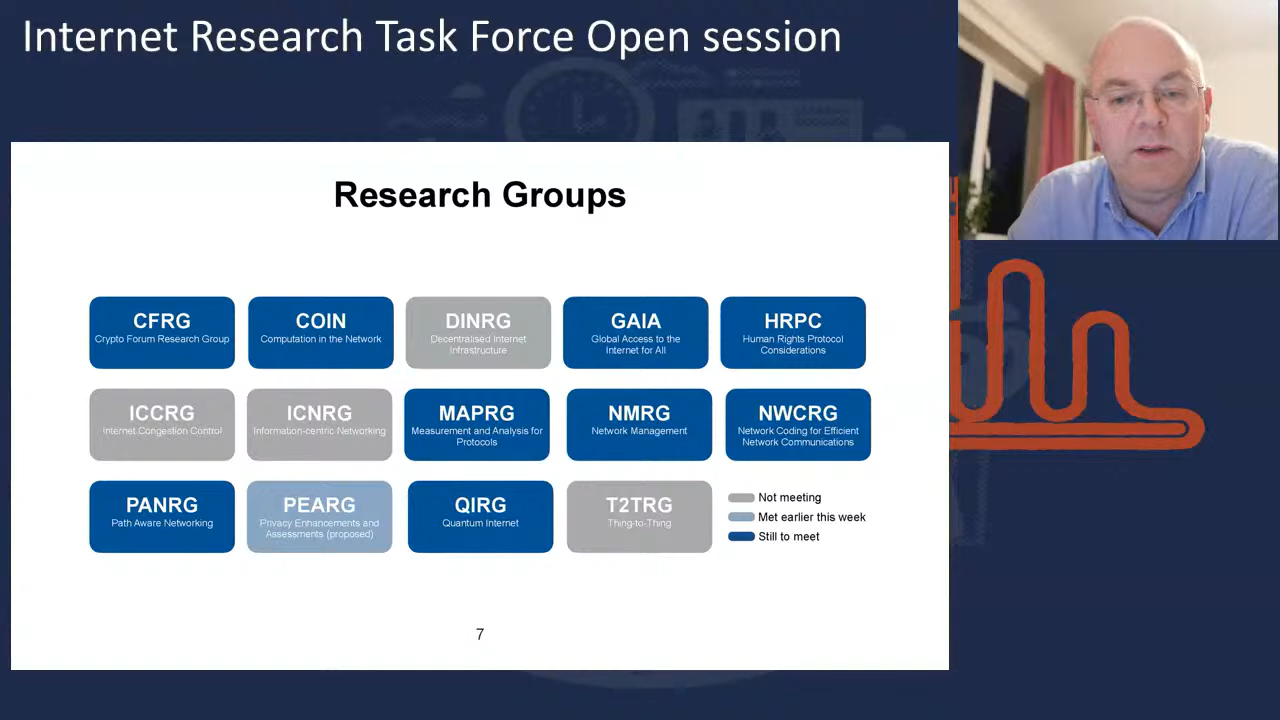 Internet Research Task Force Open session
Research Groups
CFRG
Crypto Forum Research Group
COIN
Computation in the Network
DINRG
Decentralised Internet
Infrastructure
GAIA
Global Access to the
Internet for All
HRPC
Human Rights Protocol
Considerations
ICCRG
Internet Congestion Control
ICNRG
Information-centric Networking
MAPRG
Measurement and Analysis for
Protocols
NMRG
Network Management
NWCRG
Network Coding for Efficient
Network Communications
PANRG
Path Aware Networking
PEARG
Privacy Enhancements and
Assessments (proposed)
QIRG
Quantum Internet
T2TRG
Thing-to-Thing
Not meeting
Met earlier this week
Still to meet
7